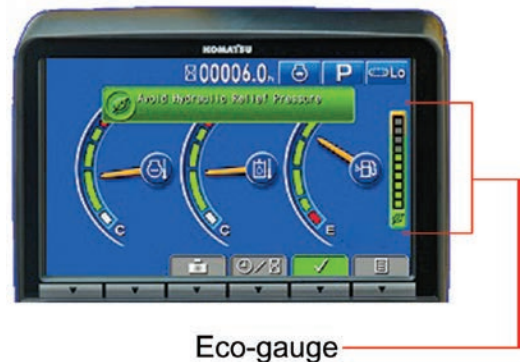 KOMATSU
00006.0h
P
Lo
Avoid Hydraulic Relief Pressure
C
C
E
Eco-gauge